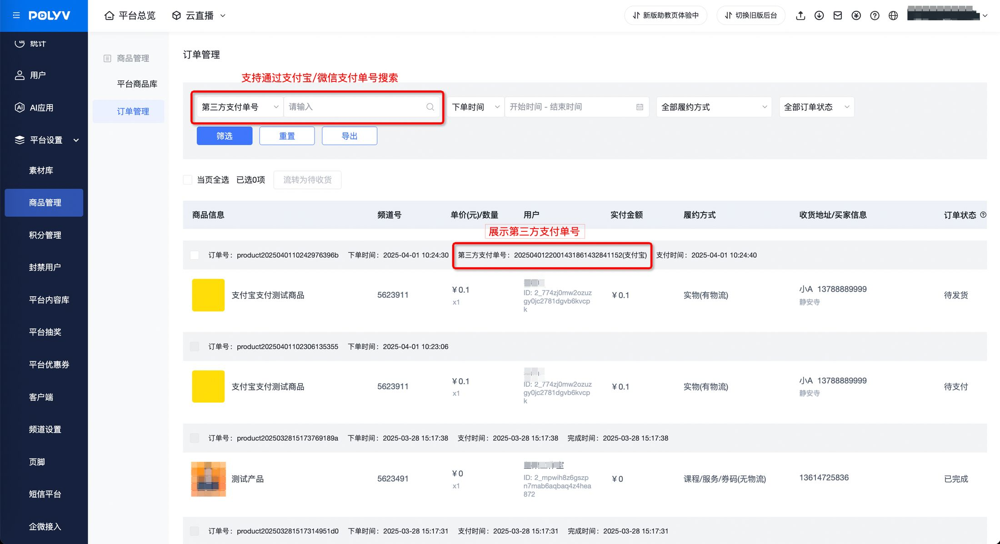 POLYV
平台总览
云直播
新版助教页体验中
切换旧版后台
统计
用户
AI应用
平台设置
素材库
商品管理
积分管理
封禁用户
平台内容库
平台抽奖
平台优惠券
客户端
频道设置
页脚
短信平台
企微接入
商品管理
平台商品库
订单管理
订单管理
支持通过支付宝/微信支付单号搜索
第三方支付单号 请输入 下单时间 开始时间 - 结束时间 全部履约方式 全部订单状态
筛选 重置 导出
当页全选 已选0项 流转为待收货
商品信息 频道号 单价(元)/数量 用户 实付金额 履约方式 收货地址/买家信息 订单状态
展示第三方支付单号
订单号：product2025040110242976396b 下单时间：2025-04-01 10:24:30 第三方支付单号：2025040122001431861432841152(支付宝) 支付时间：2025-04-01 10:24:40
支付宝支付测试商品 5623911
¥0.1
x1
ID: 2_774zj0mw2ozuz
gy0jc2781dgvb6kvcp
k
¥0.1 实物(有物流)
小A 13788889999
静安寺
待发货
订单号：product20250401102306135355 下单时间：2025-04-01 10:23:06
支付宝支付测试商品 5623911
¥0.1
x1
ID: 2_774zj0mw2ozuz
gy0jc2781dgvb6kvcp
k
¥0.1 实物(有物流)
小A 13788889999
静安寺
待支付
订单号：product2025032815173769189a 下单时间：2025-03-28 15:17:38 支付时间：2025-03-28 15:17:38 完成时间：2025-03-28 15:17:38
测试产品 5623491
¥0
x1
ID: 2_mpwih8z6gszp
n7mab6aqbaq4z4hea
872
¥0 课程/服务/券码(无物流)
13614725836
已完成
订单号：product202503281517314951d0 下单时间：2025-03-28 15:17:31 支付时间：2025-03-28 15:17:31 完成时间：2025-03-28 15:17:31